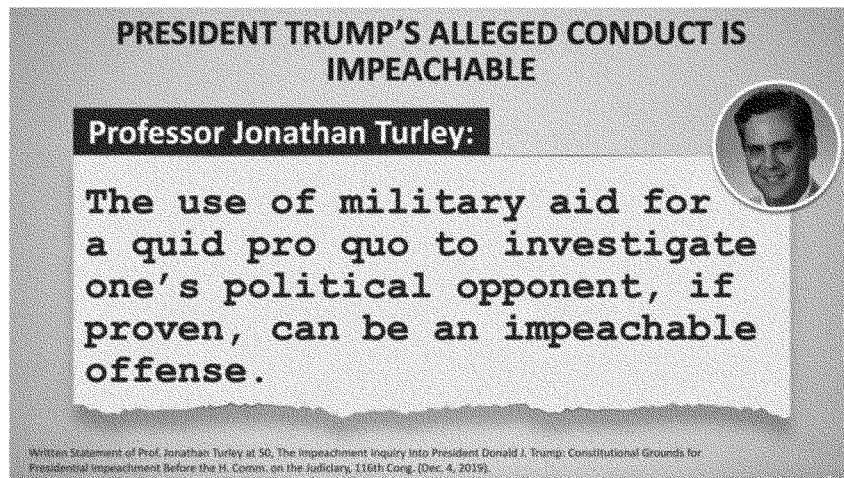 PRESIDENT TRUMP'S ALLEGED CONDUCT IS
IMPEACHABLE
Professor Jonathan Turley:
The use of military aid for
a quid pro quo to investigate
one's political opponent, if
proven, can be an impeachable
offense.
Written Statement of Prof. Jonathan Turley at 50, The Impeachment Inquiry into President Donald J. Trump: Constitutional Grounds for
Presidential Impeachment Before the H. Comm. on the Judiciary, 116th Cong. (Dec. 4, 2019).